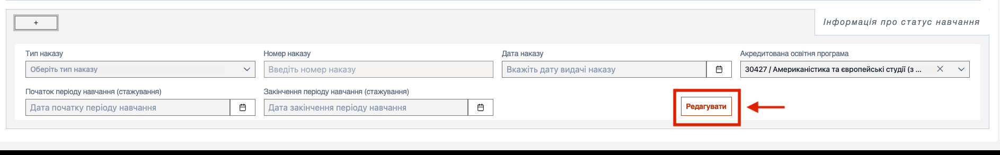 +
Інформація про статус навчання
Тип наказу
Номер наказу
Дата наказу
Акредитована освітня програма
Оберіть тип наказу
Введіть номер наказу
Вкажіть дату видачі наказу
30427 / Американістика та європейські студії (з ...
Початок періоду навчання (стажування)
Закінчення періоду навчання (стажування)
Дата початку періоду навчання
Дата закінчення періоду навчання
Редагувати